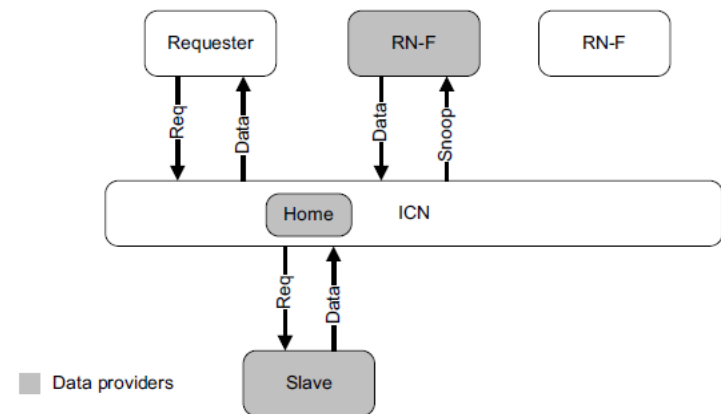 Requester
RN-F
RN-F
Req
Data
Data
Snoop
Home
ICN
Req
Data
Data providers
Slave